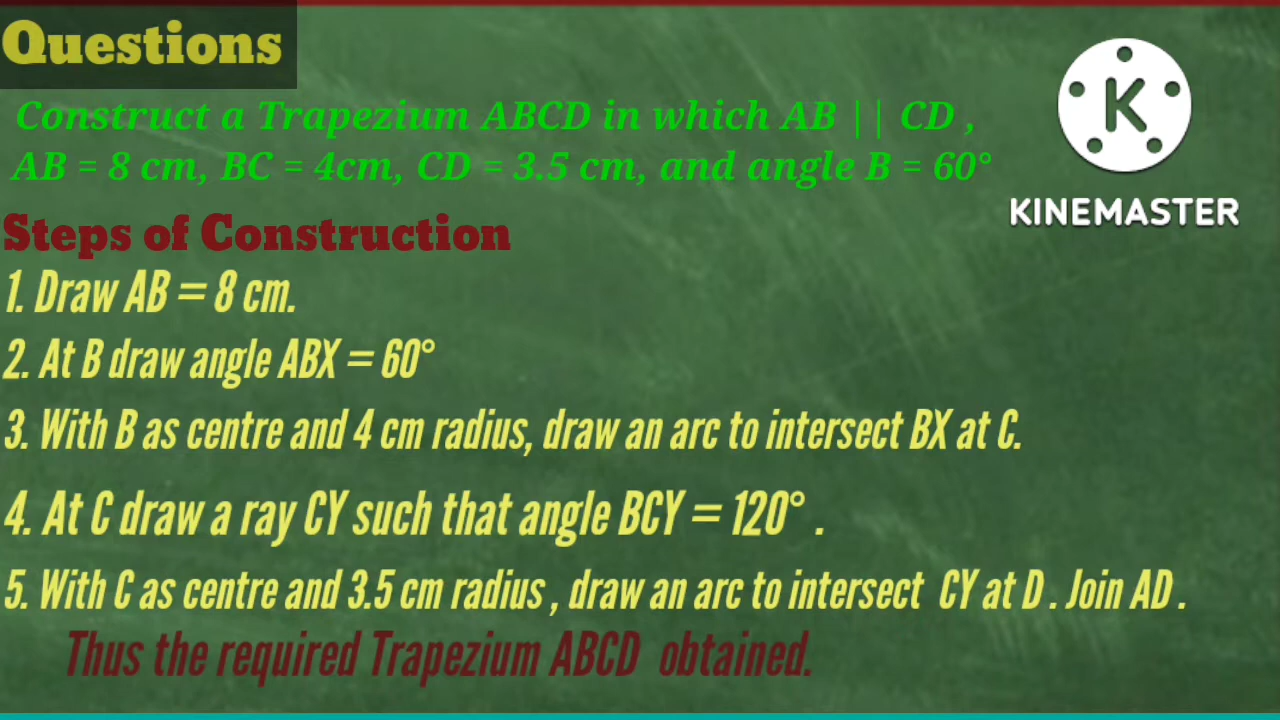 Questions
Construct a Trapezium ABCD in which AB || CD ,
AB = 8 cm, BC = 4cm, CD = 3.5 cm, and angle B = 60°
K
KINEMASTER
Steps of Construction
1. Draw AB = 8 cm.
2. At B draw angle ABX = 60°
3. With B as centre and 4 cm radius, draw an arc to intersect BX at C.
4. At C draw a ray CY such that angle BCY = 120° .
5. With C as centre and 3.5 cm radius , draw an arc to intersect CY at D . Join AD .
Thus the required Trapezium ABCD obtained.